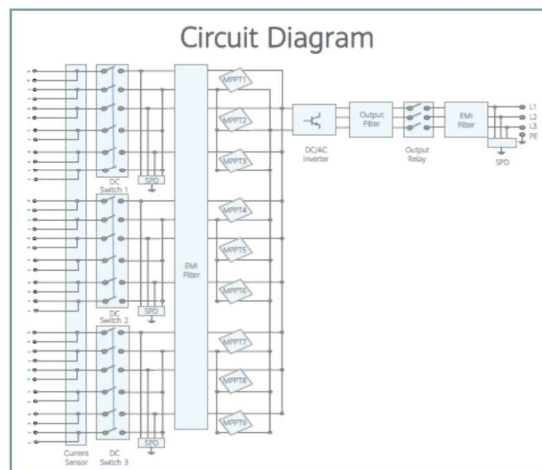 Circuit Diagram
MPPT1
MPPT2
MPPT3
DC
Switch 1
SPD
MPPT4
MPPT5
MPPT6
DC
Switch 2
SPD
EMI
Filter
MPPT7
MPPT8
MPPT9
Current
Sensor
DC
Switch 3
SPD
DC/AC
Inverter
Output
Filter
Output
Relay
EMI
Filter
L1
L2
L3
PE
SPD